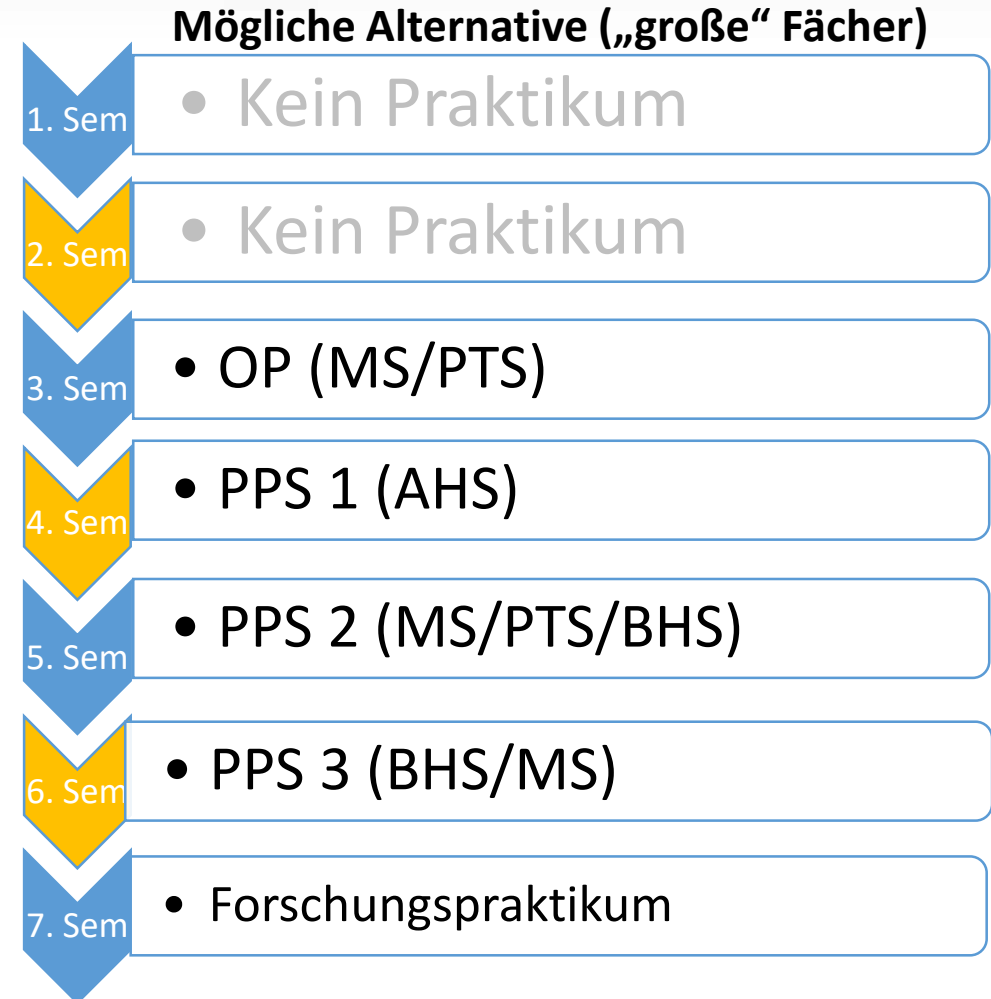 Mögliche Alternative („große“ Fächer)
1. Sem
• Kein Praktikum
2. Sem
• Kein Praktikum
3. Sem
• OP (MS/PTS)
4. Sem
• PPS 1 (AHS)
5. Sem
• PPS 2 (MS/PTS/BHS)
6. Sem
• PPS 3 (BHS/MS)
7. Sem
• Forschungspraktikum